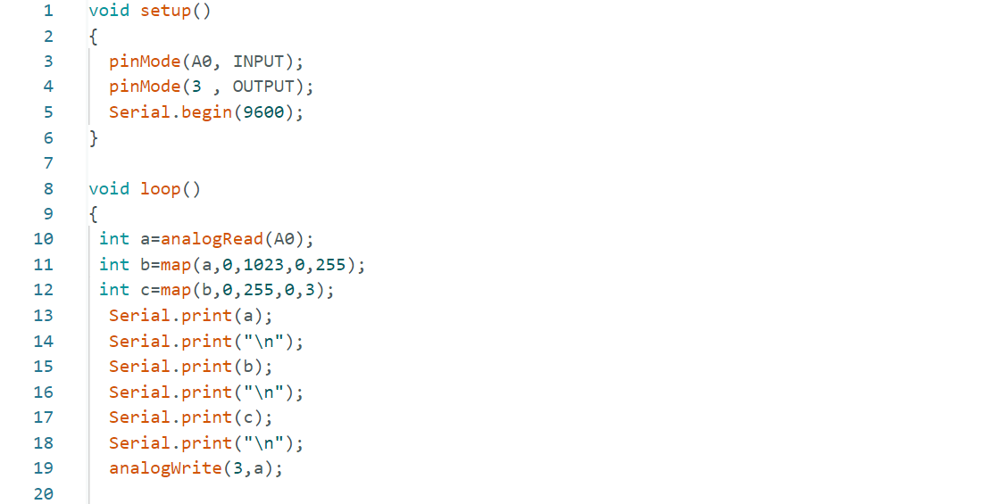 1 void setup()
2 {
3 pinMode(A0, INPUT);
4 pinMode(3 , OUTPUT);
5 Serial.begin(9600);
6 }
7
8 void loop()
9 {
10 int a=analogRead(A0);
11 int b=map(a,0,1023,0,255);
12 int c=map(b,0,255,0,3);
13 Serial.print(a);
14 Serial.print("\n");
15 Serial.print(b);
16 Serial.print("\n");
17 Serial.print(c);
18 Serial.print("\n");
19 analogWrite(3,a);
20